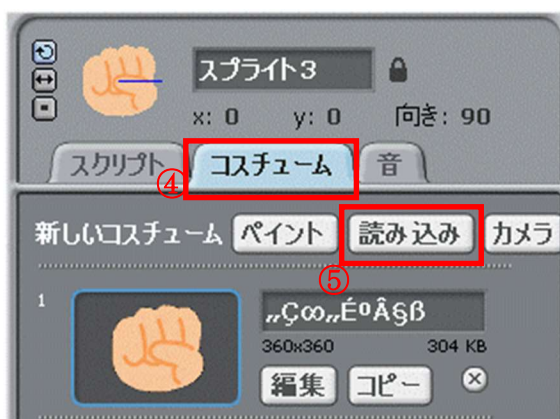 スプライト3
x: 0 y: 0 向き: 90
スクリプト コスチューム 音
④
新しいコスチューム ペイント 読み込み カメラ
⑤
1
„Ç∞„ÉºÂ§ß
360x360 304 KB
編集 コピー